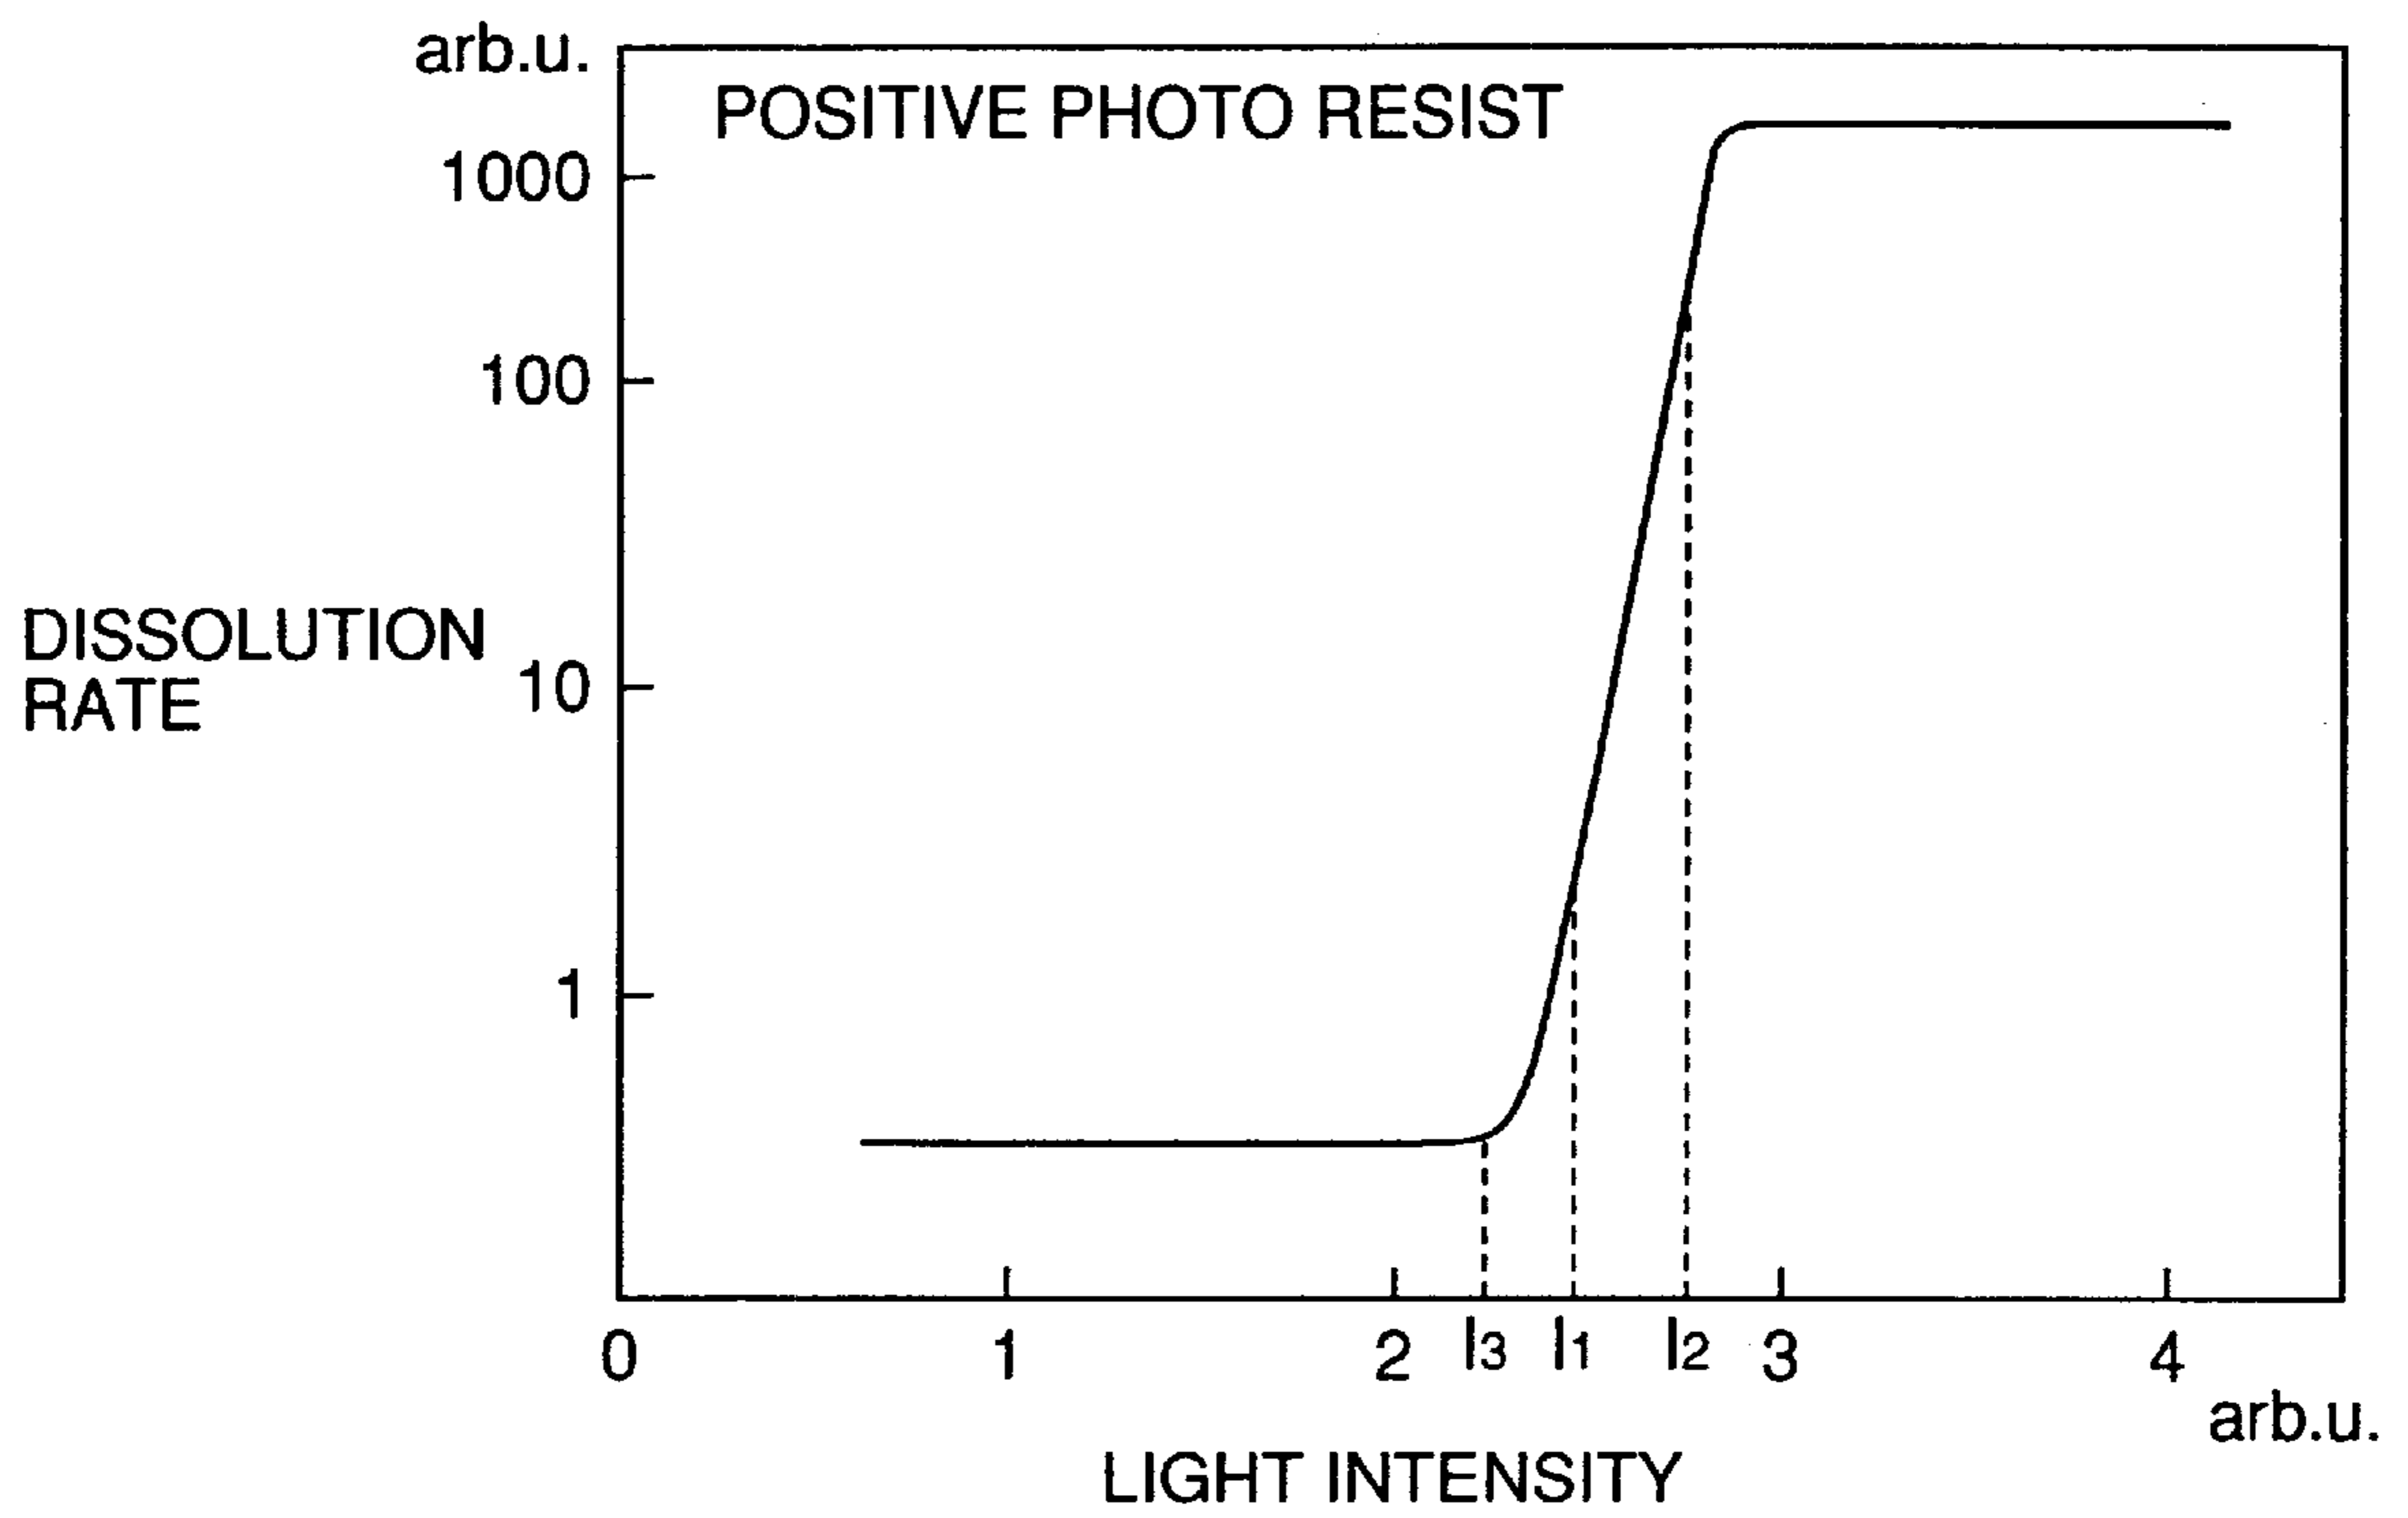 arb.u.
POSITIVE PHOTO RESIST
1000
100
DISSOLUTION
RATE
10
1
0 1 2 I3 I1 I2 3 4
arb.u.
LIGHT INTENSITY